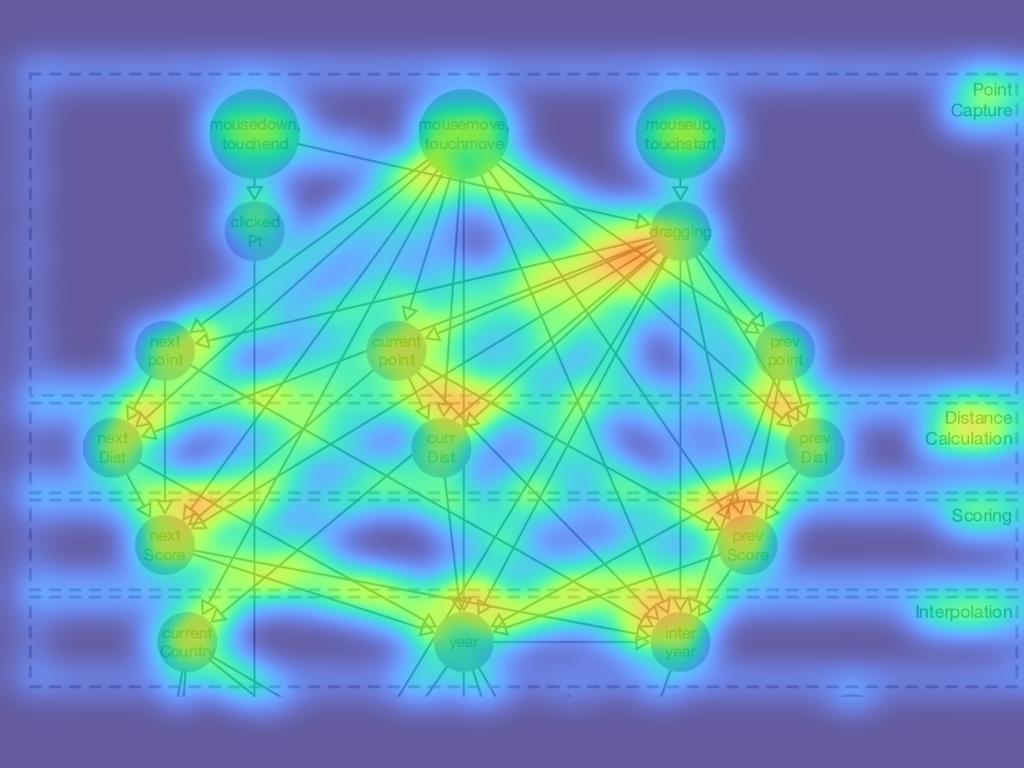 Point
Capture
mousedown,
touchend
mousemove,
touchmove
mouseup,
touchstart
clicked
Pt
dragging
next
point
current
point
prev
point
Distance
Calculation
next
Dist
curr
Dist
prev
Dist
Scoring
next
Score
prev
Score
Interpolation
current
Country
year
inter
year